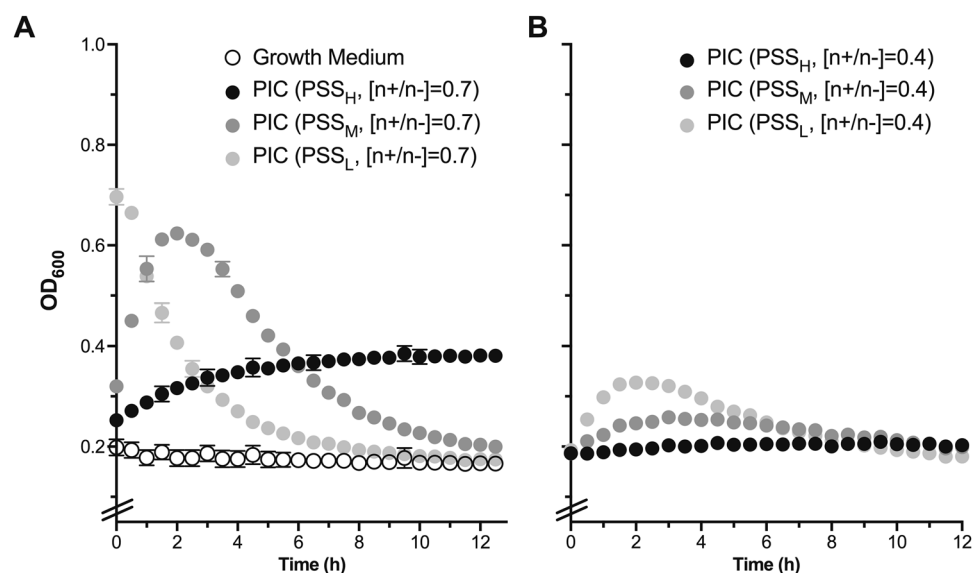 A
Growth Medium
PIC (PSSH, [n+/n-]=0.7)
PIC (PSSM, [n+/n-]=0.7)
PIC (PSSL, [n+/n-]=0.7)
OD600
1.0
0.8
0.6
0.4
0.2
0 2 4 6 8 10 12
Time (h)
B
PIC (PSSH, [n+/n-]=0.4)
PIC (PSSM, [n+/n-]=0.4)
PIC (PSSL, [n+/n-]=0.4)
0 2 4 6 8 10 12
Time (h)